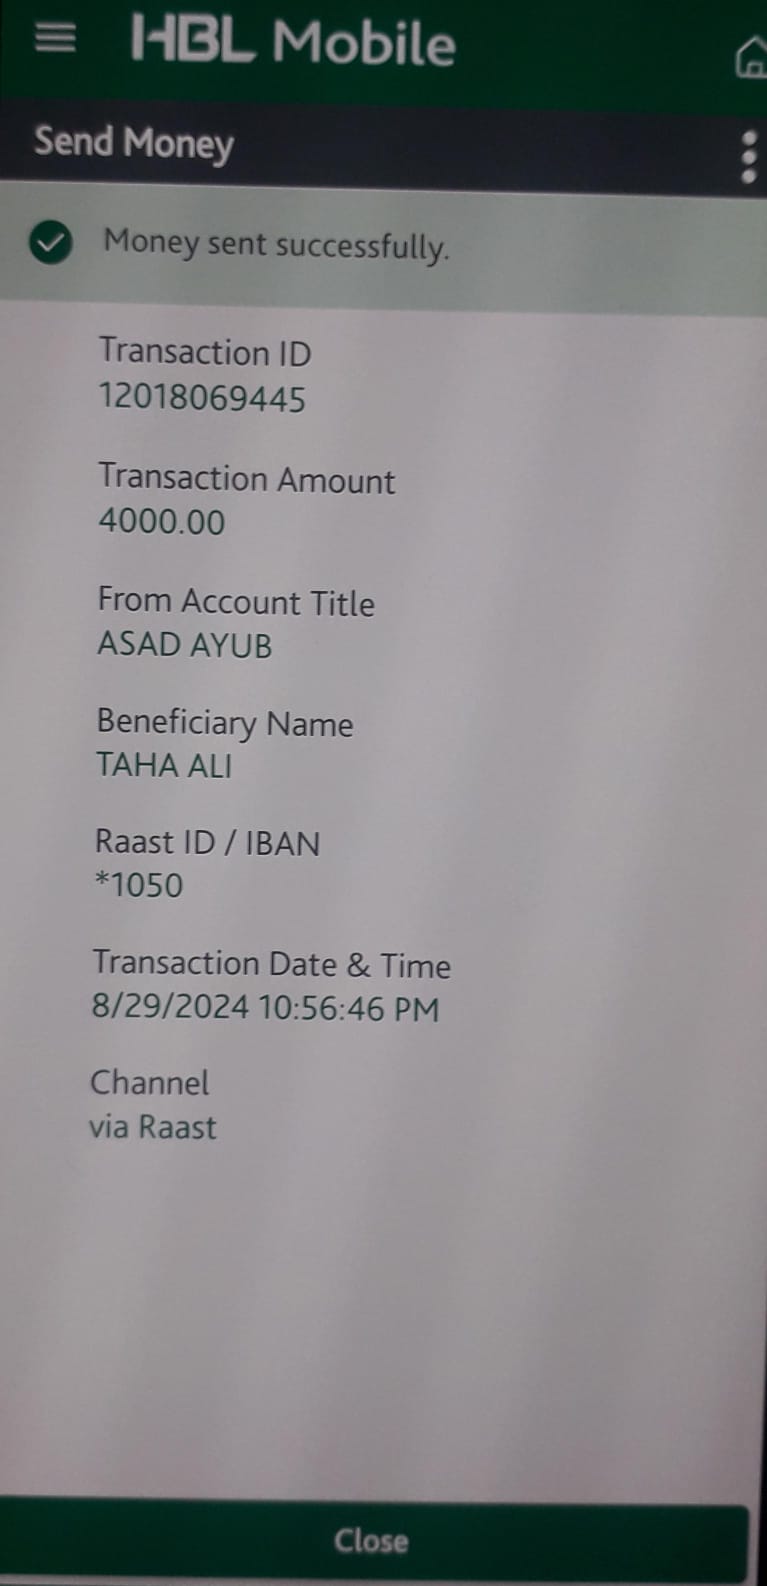 HBL Mobile
Send Money
Money sent successfully.
Transaction ID
12018069445
Transaction Amount
4000.00
From Account Title
ASAD AYUB
Beneficiary Name
TAHA ALI
Raast ID / IBAN
*1050
Transaction Date & Time
8/29/2024 10:56:46 PM
Channel
via Raast
Close